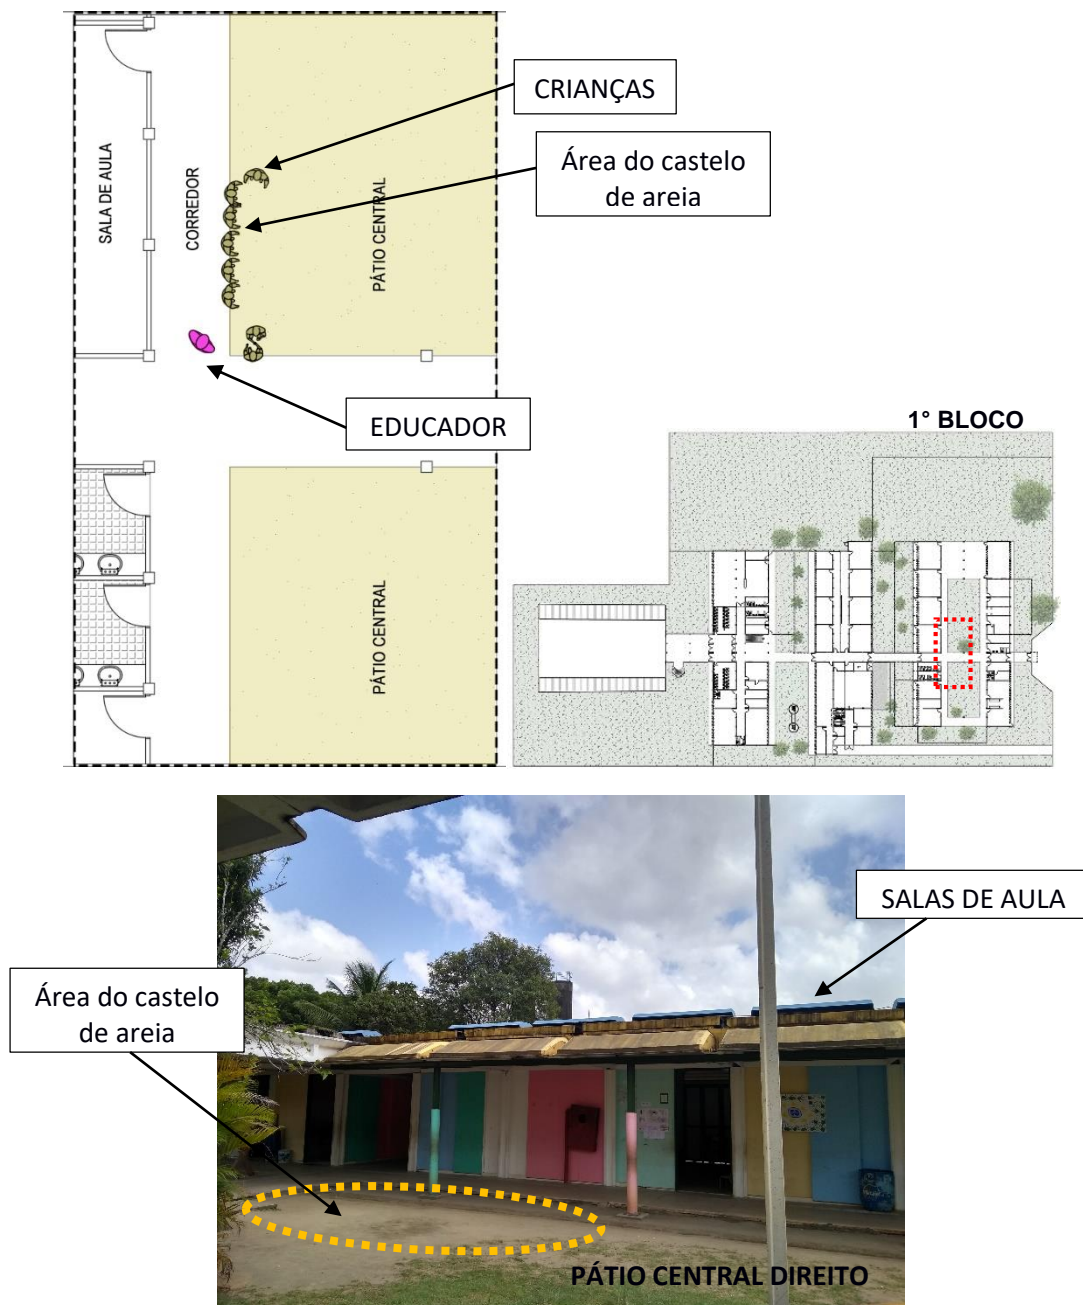 CRIANÇAS
Área do castelo
de areia
SALA DE AULA
CORREDOR
PÁTIO CENTRAL
EDUCADOR
1° BLOCO
PÁTIO CENTRAL
SALAS DE AULA
Área do castelo
de areia
PÁTIO CENTRAL DIREITO